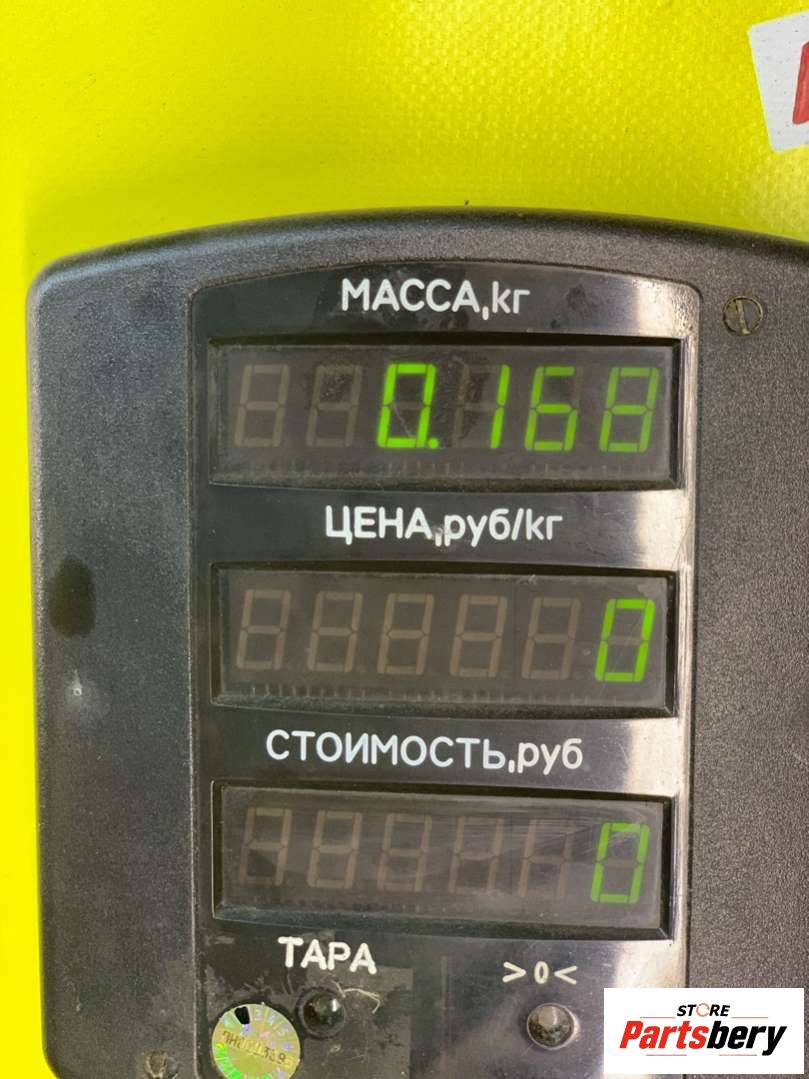 МАССА,кг
0.168
ЦЕНА,руб/кг
0
СТОИМОСТЬ,руб
0
ТАРА
>0<
STORE
Partsbery